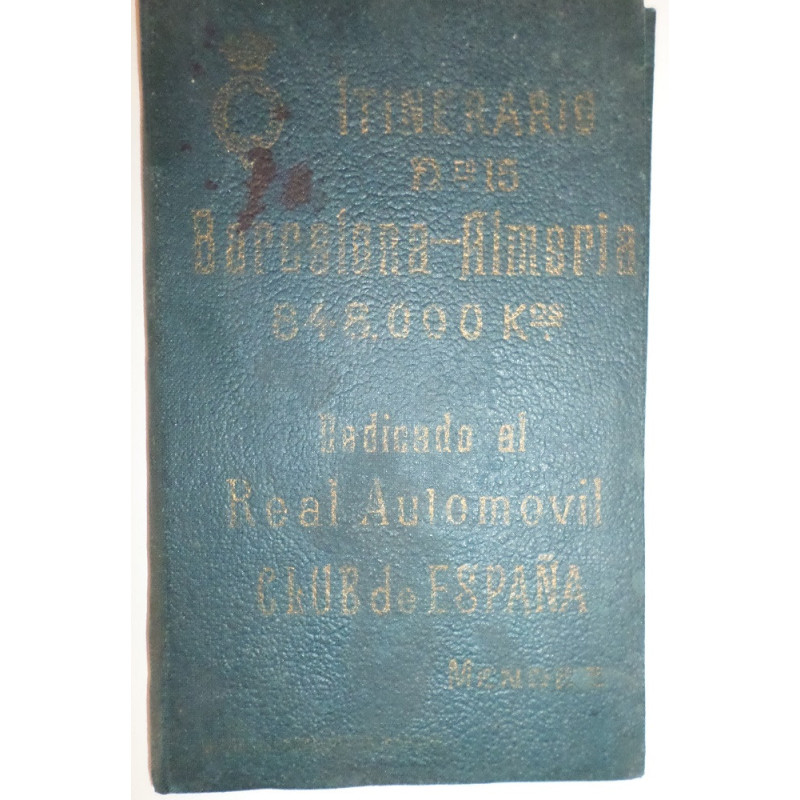 ITINERARIO
Nº 15
Barcelona-Almeria
848,000 Kms
Dedicado al
Real Automovil
CLUB de ESPAÑA